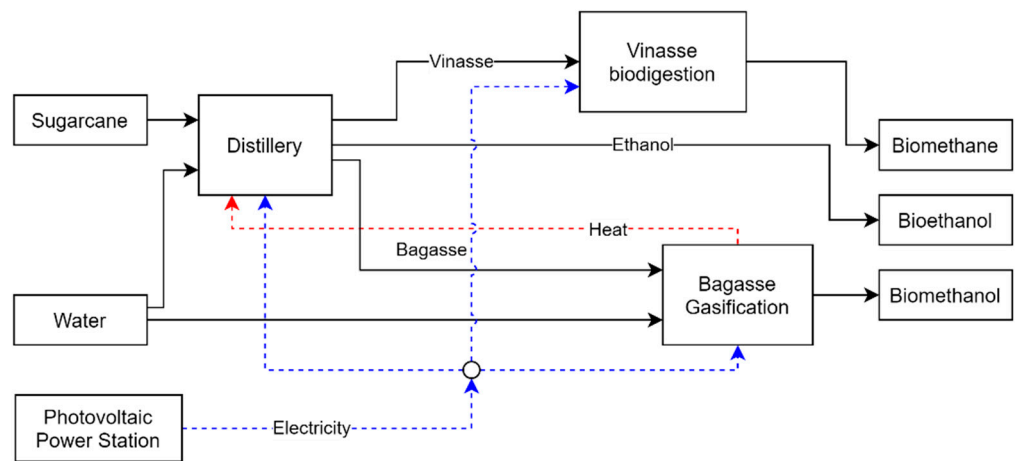 Vinasse
Vinasse
biodigestion
Sugarcane
Distillery
Ethanol
Biomethane
Bioethanol
Heat
Bagasse
Bagasse
Gasification
Biomethanol
Water
Photovoltaic
Power Station
Electricity